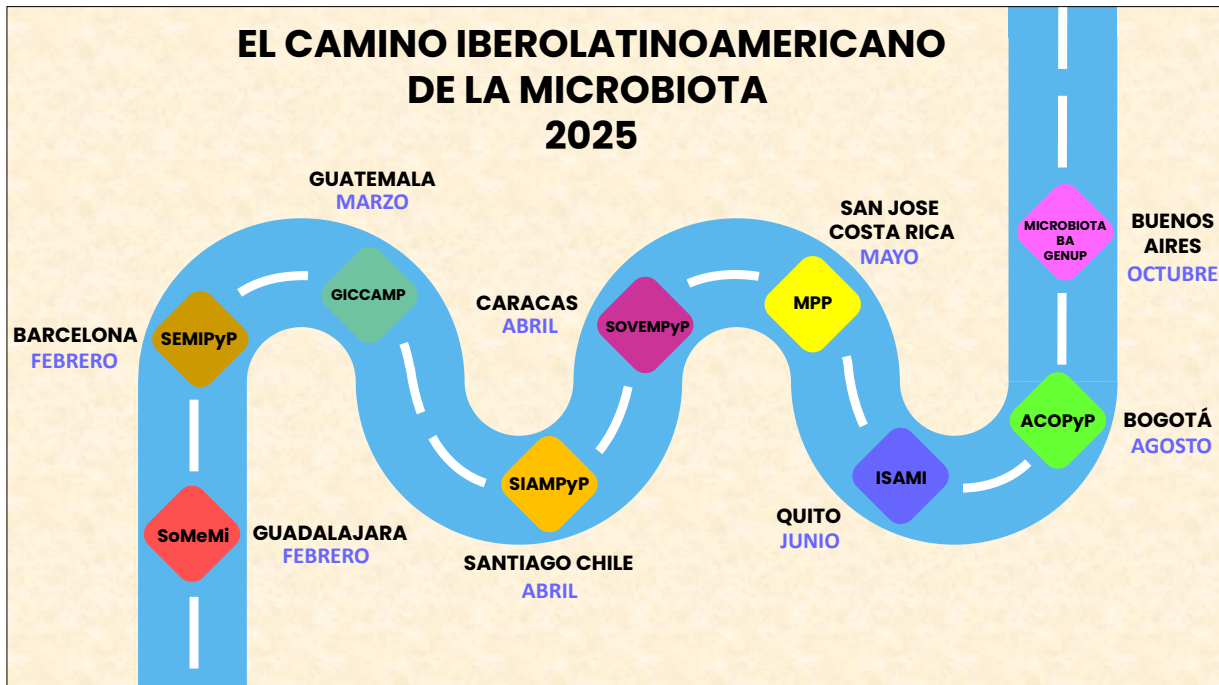 EL CAMINO IBEROLATINOAMERICANO
DE LA MICROBIOTA
2025
SoMeMi
GUADALAJARA
FEBRERO
SEMIPyP
BARCELONA
FEBRERO
GUATEMALA
MARZO
GICCAMP
SIAMPyP
SANTIAGO CHILE
ABRIL
CARACAS
ABRIL
SOVEMPyP
SAN JOSE
COSTA RICA
MAYO
MPP
ISAMI
QUITO
JUNIO
ACOPyP
BOGOTÁ
AGOSTO
MICROBIOTA
BA
GENUP
BUENOS
AIRES
OCTUBRE